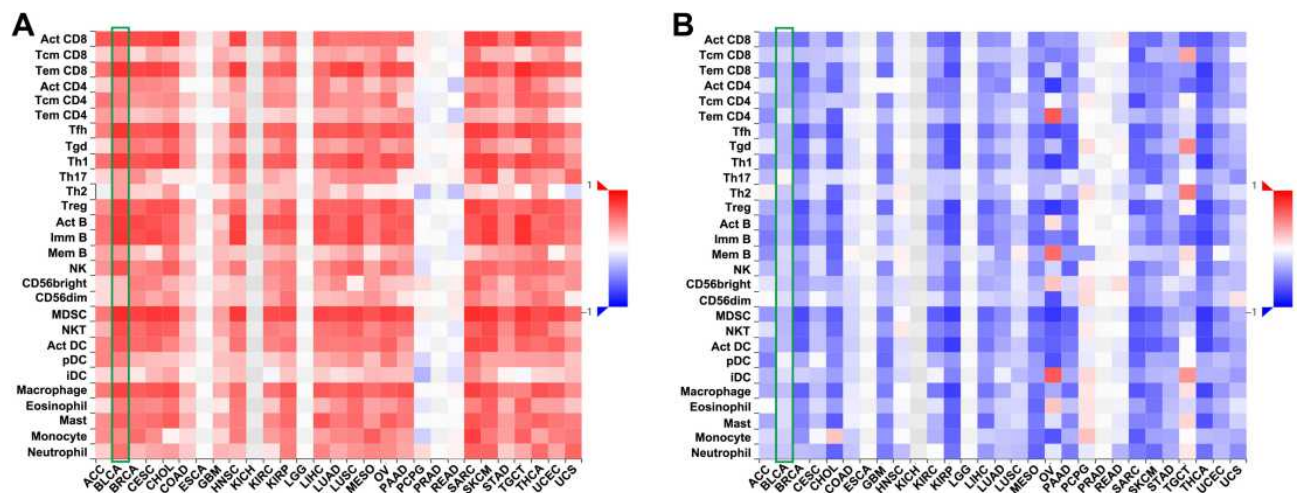 A
Act CD8
Tcm CD8
Tem CD8
Act CD4
Tcm CD4
Tem CD4
Tfh
Tgd
Th1
Th17
Th2
Treg
Act B
Imm B
Mem B
NK
CD56bright
CD56dim
MDSC
NKT
Act DC
pDC
iDC
Macrophage
Eosinophil
Mast
Monocyte
Neutrophil
ACC BLCA BRCA CESC CHOL COAD ESCA GBM HNSC KICH KIRC KIRP LGG LIHC LUAD LUSC MESO OV PAAD PCPG PRAD READ SARC SKCM STAD TGCT THCA UCEC UCS
1
-1
B
Act CD8
Tcm CD8
Tem CD8
Act CD4
Tcm CD4
Tem CD4
Tfh
Tgd
Th1
Th17
Th2
Treg
Act B
Imm B
Mem B
NK
CD56bright
CD56dim
MDSC
NKT
Act DC
pDC
iDC
Macrophage
Eosinophil
Mast
Monocyte
Neutrophil
ACC BLCA BRCA CESC CHOL COAD ESCA GBM HNSC KICH KIRC KIRP LGG LIHC LUAD LUSC MESO OV PAAD PCPG PRAD READ SARC SKCM STAD TGCT THCA UCEC UCS
1
-1